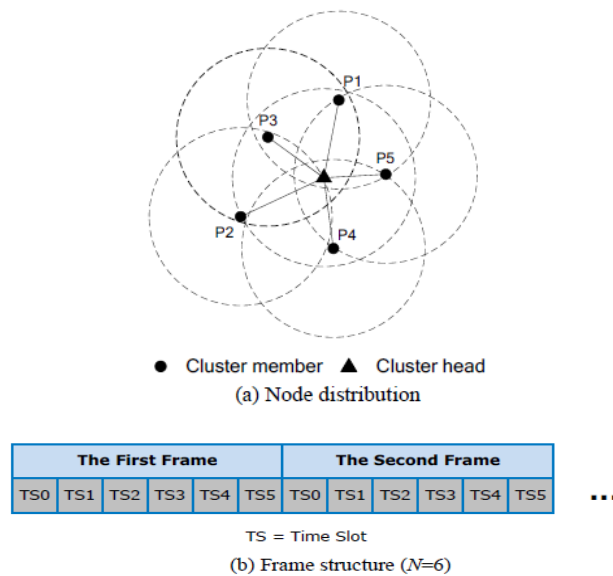 P1
P3
P5
P2
P4
● Cluster member ▲ Cluster head
(a) Node distribution
The First Frame The Second Frame
TS0 TS1 TS2 TS3 TS4 TS5 TS0 TS1 TS2 TS3 TS4 TS5 ...
TS = Time Slot
(b) Frame structure (N=6)